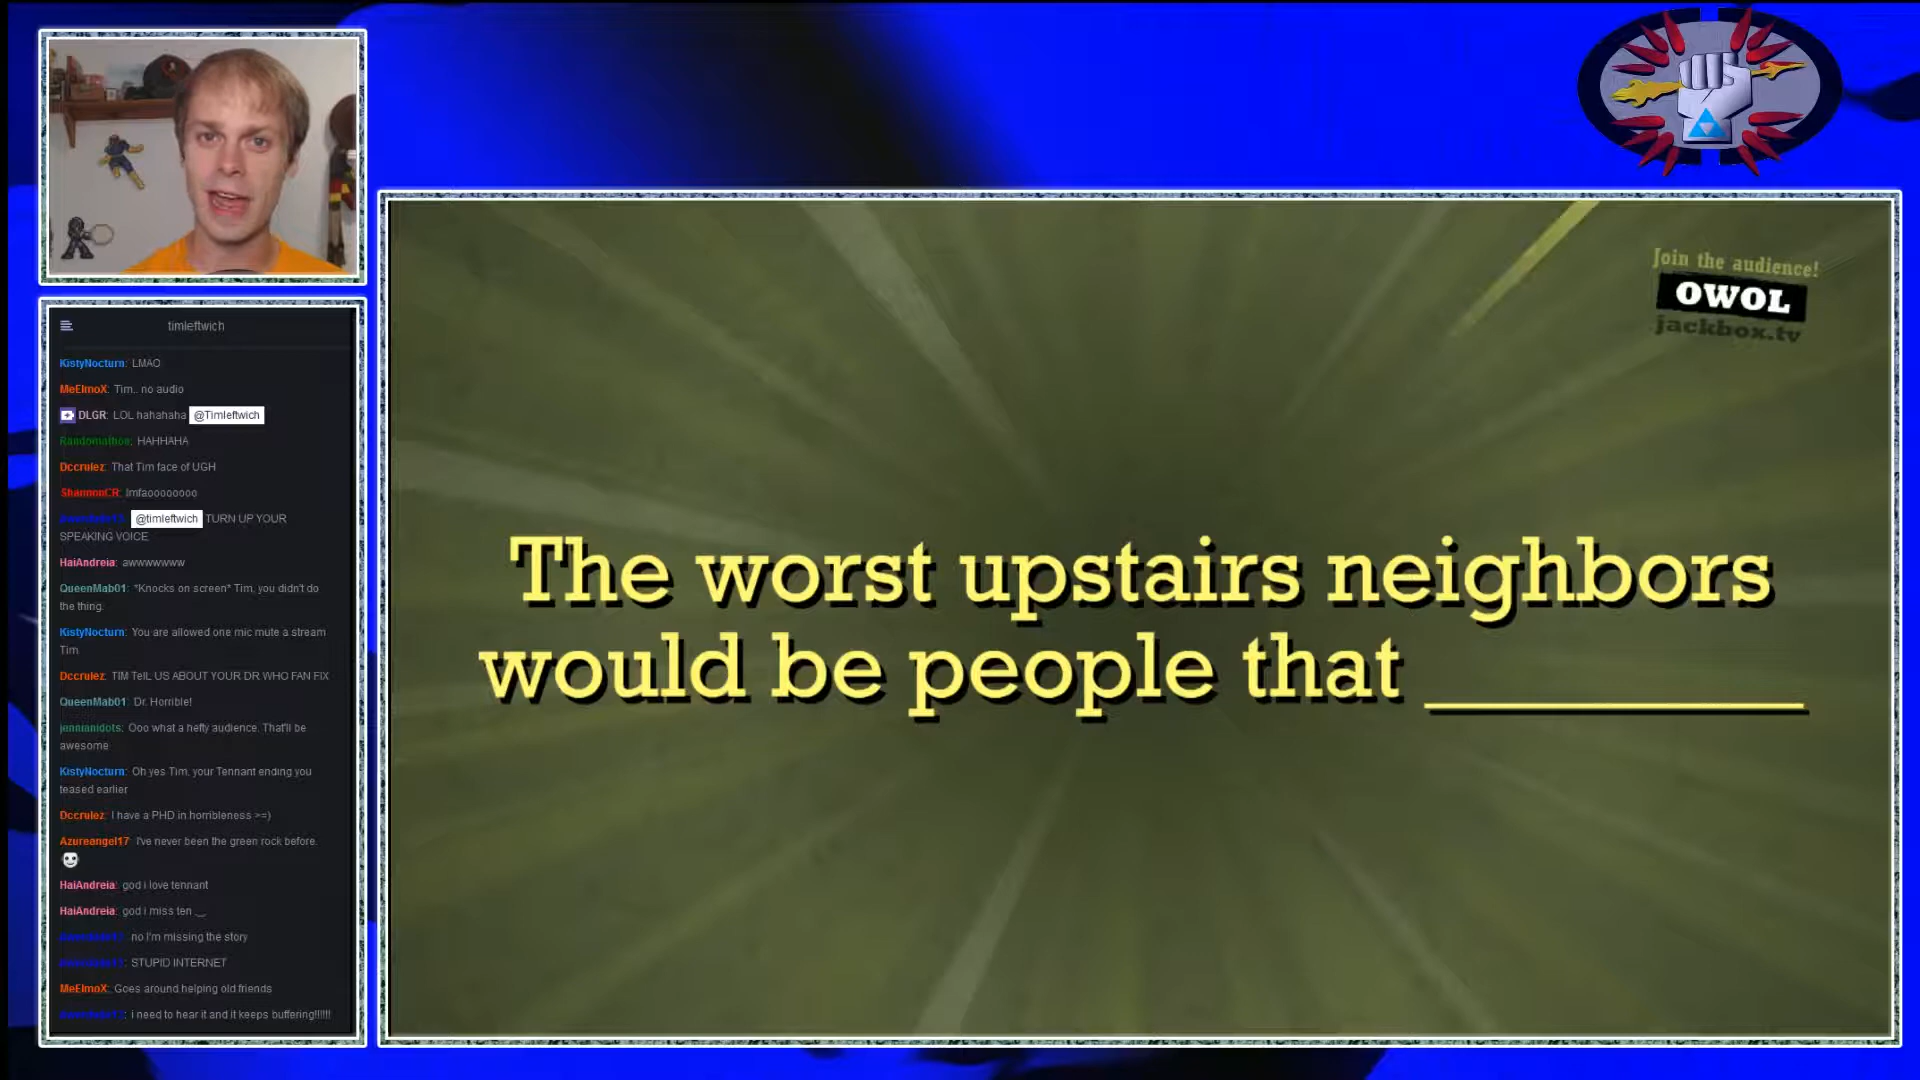 timleftwich
KistyNocturn: LMAO
MeElmoX: Tim.. no audio
DLGR: LOL hahahaha @Timleftwich
Randomathoe: HAHHAHA
Dccrulez: That Tim face of UGH
ShannonCR: lmfaoooooooo
@timleftwich TURN UP YOUR
SPEAKING VOICE
HaiAndreia: awwwwwww
QueenMab01: *Knocks on screen* Tim, you didn't do
the thing.
KistyNocturn: You are allowed one mic mute a stream
Tim
Dccrulez: TIM TelL US ABOUT YOUR DR WHO FAN FIX
QueenMab01: Dr. Horrible!
jennianidots: Ooo what a hefty audience. That'll be
awesome
KistyNocturn: Oh yes Tim, your Tennant ending you
teased earlier
Dccrulez: I have a PHD in horribleness >=)
Azureangel17: I've never been the green rock before.
HaiAndreia: god i love tennant
HaiAndreia: god i miss ten ._.
no I'm missing the story
: STUPID INTERNET
MeElmoX: Goes around helping old friends
: i need to hear it and it keeps buffering!!!!!!
Join the audience!
OWOL
jackbox.tv
The worst upstairs neighbors
would be people that __________